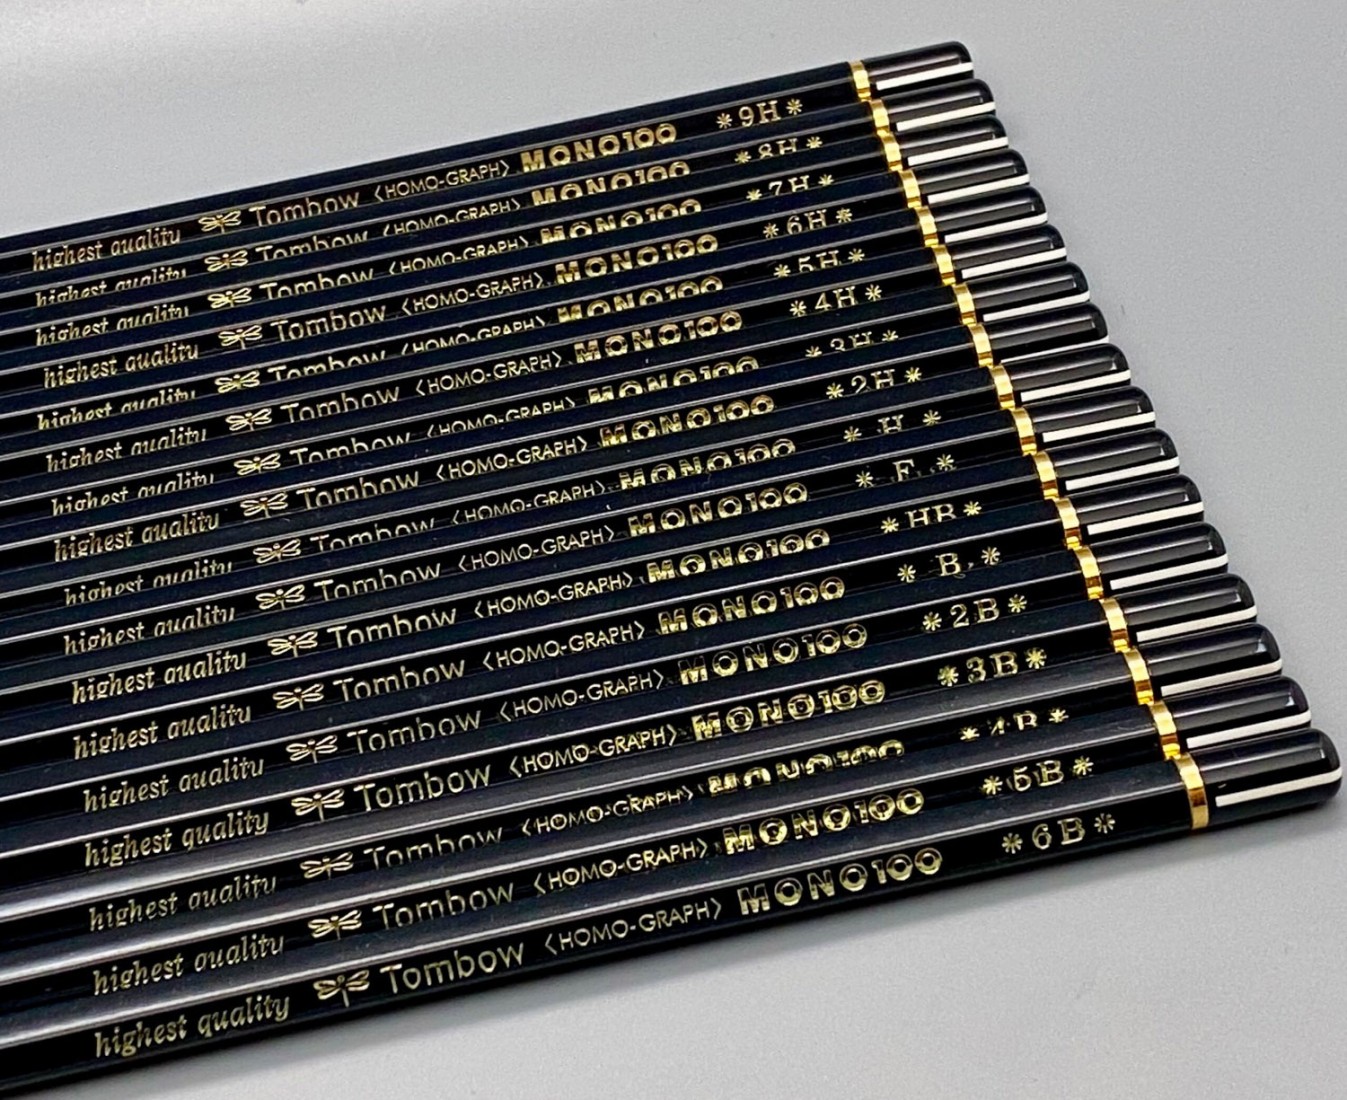 highest quality Tombow <HOMO-GRAPH> MONO100 *9H*
highest quality Tombow <HOMO-GRAPH> MONO100 *8H*
highest quality Tombow <HOMO-GRAPH> MONO100 *7H*
highest quality Tombow <HOMO-GRAPH> MONO100 *6H*
highest quality Tombow <HOMO-GRAPH> MONO100 *5H*
highest quality Tombow <HOMO-GRAPH> MONO100 *4H*
highest quality Tombow <HOMO-GRAPH> MONO100 *3H*
highest quality Tombow <HOMO-GRAPH> MONO100 *2H*
highest quality Tombow <HOMO-GRAPH> MONO100 *H*
highest quality Tombow <HOMO-GRAPH> MONO100 *F*
highest quality Tombow <HOMO-GRAPH> MONO100 *HB*
highest quality Tombow <HOMO-GRAPH> MONO100 *B*
highest quality Tombow <HOMO-GRAPH> MONO100 *2B*
highest quality Tombow <HOMO-GRAPH> MONO100 *3B*
highest quality Tombow <HOMO-GRAPH> MONO100 *4B*
highest quality Tombow <HOMO-GRAPH> MONO100 *5B*
highest quality Tombow <HOMO-GRAPH> MONO100 *6B*